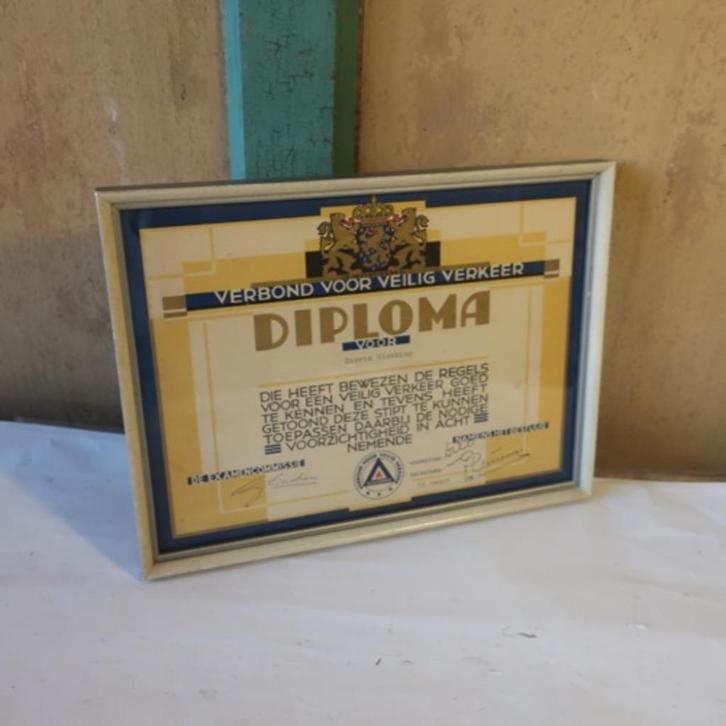 VERBOND VOOR VEILIG VERKEER
DIPLOMA
VOOR
DIE HEEFT BEWEZEN DE REGELS
VOOR EEN VEILIG VERKEER GOED
TE KENNEN EN TEVENS HEEFT
GETOOND DEZE STIPT TE KUNNEN
TOEPASSEN DAARBIJ DE NODIGE
VOORZICHTIGHEID IN ACHT
NEMENDE
DE EXAMENCOMMISSIE
NAMENS HET BESTUUR